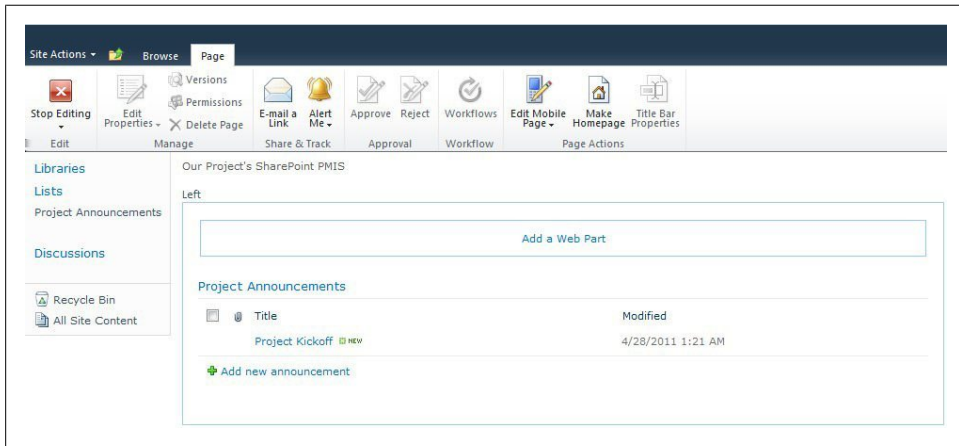 Site Actions Browse Page
Versions
Permissions
Delete Page
Stop Editing
Edit Properties
E-mail a Link
Alert Me
Approve
Reject
Workflows
Edit Mobile Page
Make Homepage
Title Bar Properties
Edit Manage Share & Track Approval Workflow Page Actions
Libraries
Lists
Project Announcements
Discussions
Recycle Bin
All Site Content
Our Project's SharePoint PMIS
Left
Add a Web Part
Project Announcements
Title Modified
Project Kickoff NEW 4/28/2011 1:21 AM
Add new announcement